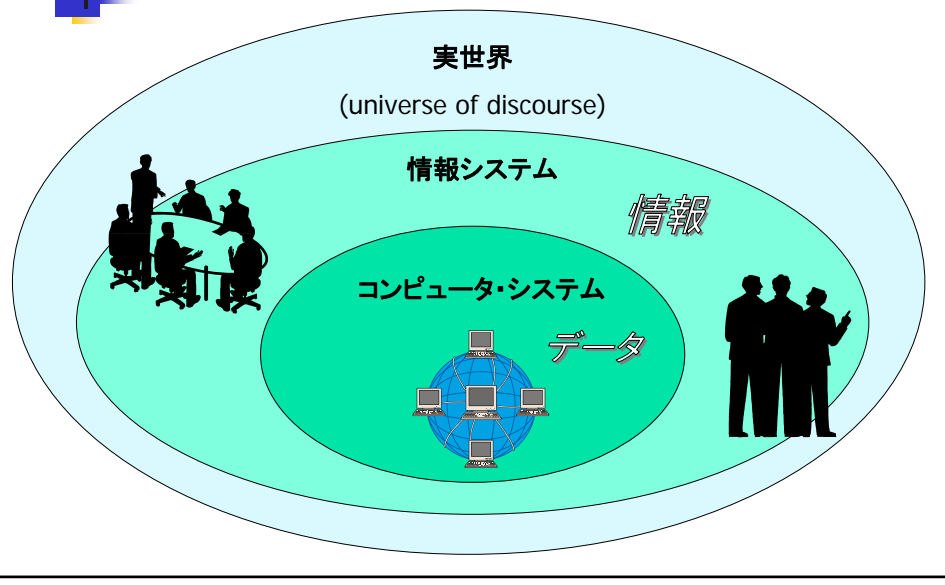 実世界
(universe of discourse)
情報システム
情報
コンピュータ・システム
データ